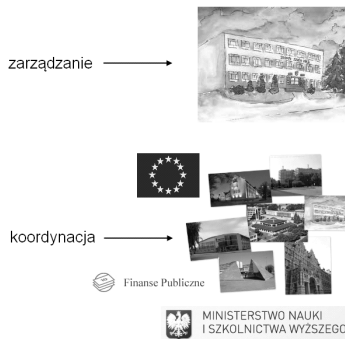 zarządzanie
koordynacja
Finanse Publiczne
MINISTERSTWO NAUKI
I SZKOLNICTWA WYŻSZEGO